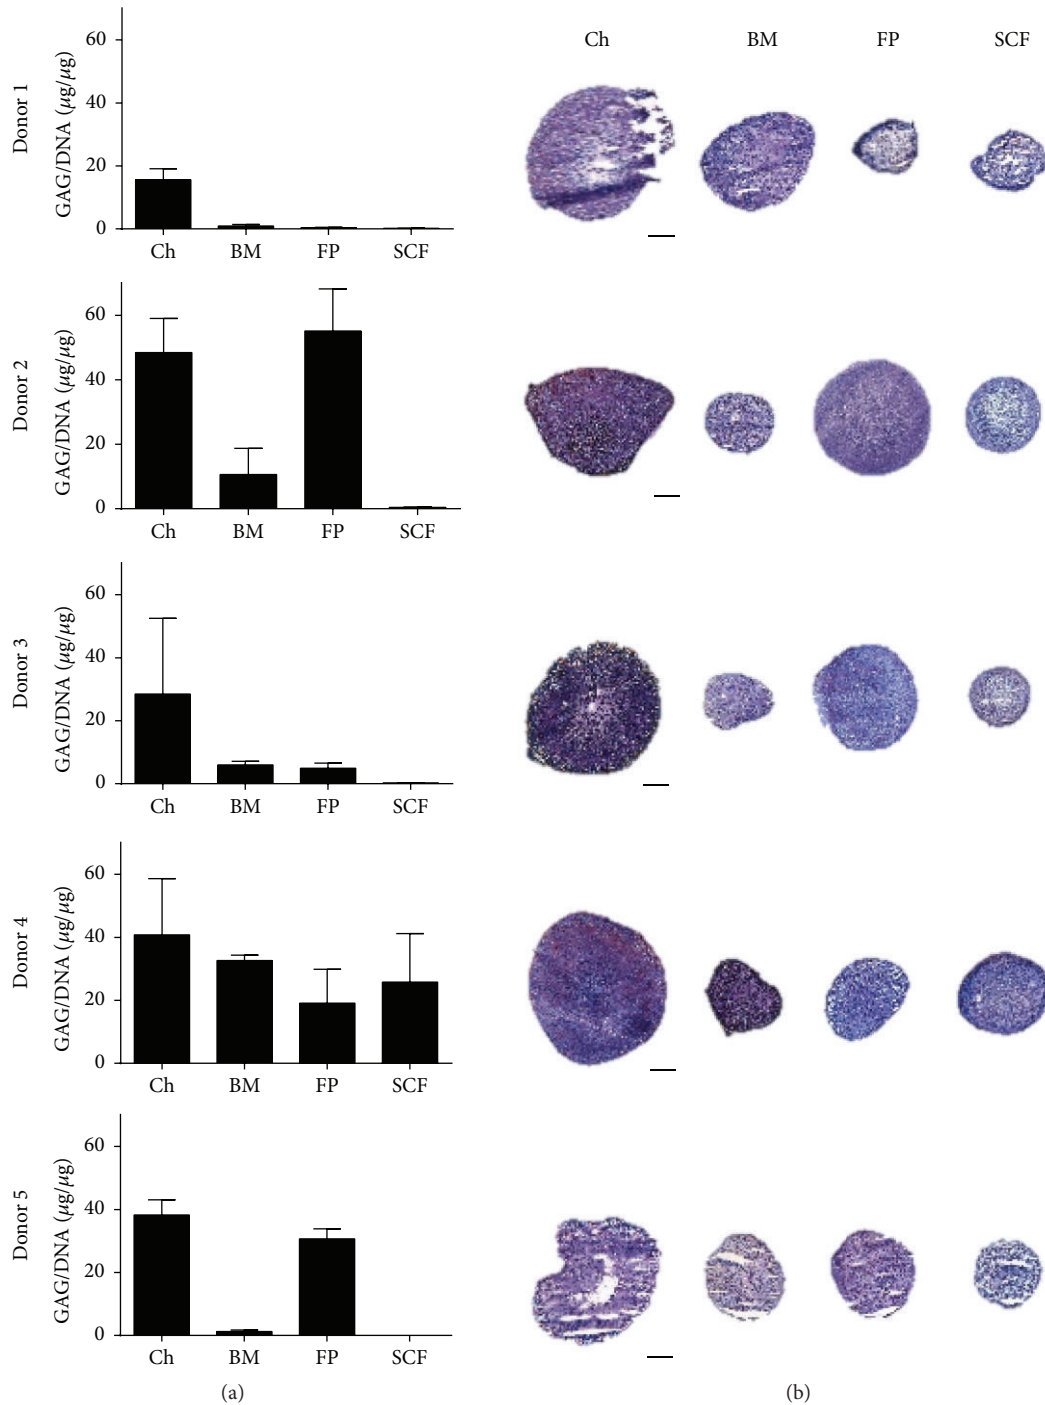 Donor 1
GAG/DNA (µg/µg)
60
40
20
0
Ch BM FP SCF
Donor 2
GAG/DNA (µg/µg)
60
40
20
0
Ch BM FP SCF
Donor 3
GAG/DNA (µg/µg)
60
40
20
0
Ch BM FP SCF
Donor 4
GAG/DNA (µg/µg)
60
40
20
0
Ch BM FP SCF
Donor 5
GAG/DNA (µg/µg)
60
40
20
0
Ch BM FP SCF
(a)
Ch BM FP SCF
(b)